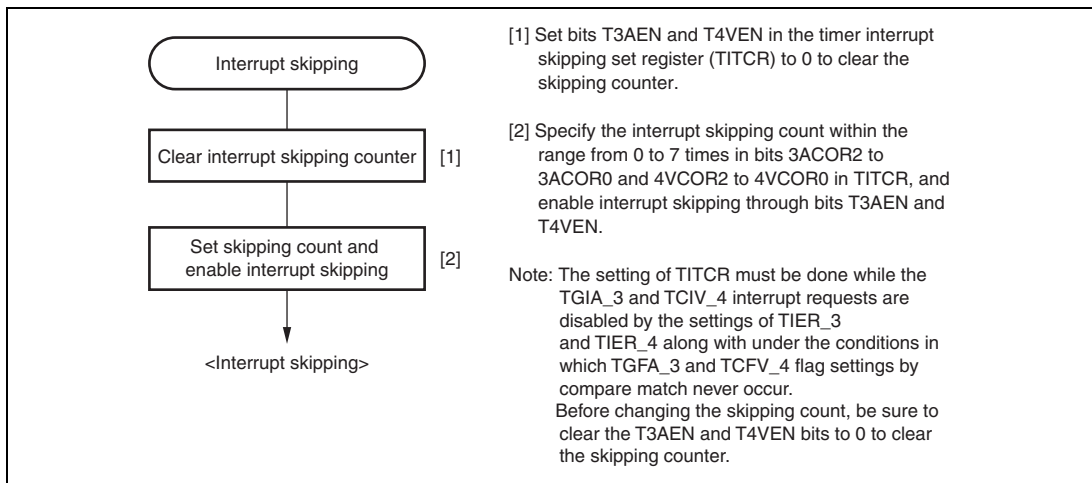 Interrupt skipping
Clear interrupt skipping counter
[1]
Set skipping count and
enable interrupt skipping
[2]
<Interrupt skipping>
[1] Set bits T3AEN and T4VEN in the timer interrupt
skipping set register (TITCR) to 0 to clear the
skipping counter.
[2] Specify the interrupt skipping count within the
range from 0 to 7 times in bits 3ACOR2 to
3ACOR0 and 4VCOR2 to 4VCOR0 in TITCR, and
enable interrupt skipping through bits T3AEN and
T4VEN.
Note: The setting of TITCR must be done while the
TGIA_3 and TCIV_4 interrupt requests are
disabled by the settings of TIER_3
and TIER_4 along with under the conditions in
which TGFA_3 and TCFV_4 flag settings by
compare match never occur.
Before changing the skipping count, be sure to
clear the T3AEN and T4VEN bits to 0 to clear
the skipping counter.